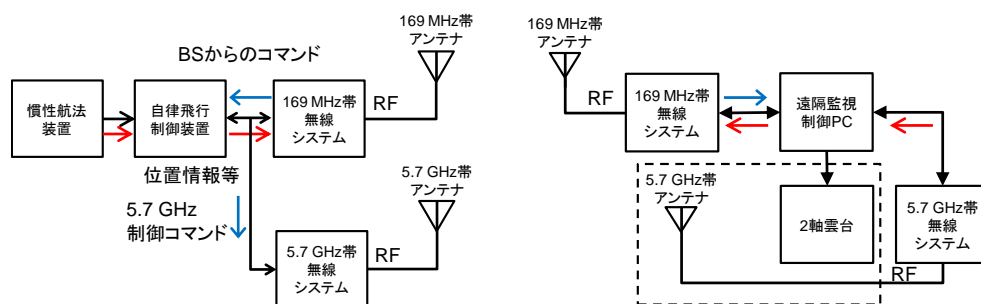 169 MHz帯
アンテナ
BSからのコマンド
慣性航法
装置
自律飛行
制御装置
169 MHz帯
無線
システム
RF
位置情報等
5.7 GHz
制御コマンド
5.7 GHz帯
アンテナ
5.7 GHz帯
無線
システム
RF
169 MHz帯
アンテナ
RF
169 MHz帯
無線
システム
遠隔監視
制御PC
5.7 GHz帯
アンテナ
2軸雲台
5.7 GHz帯
無線
システム
RF